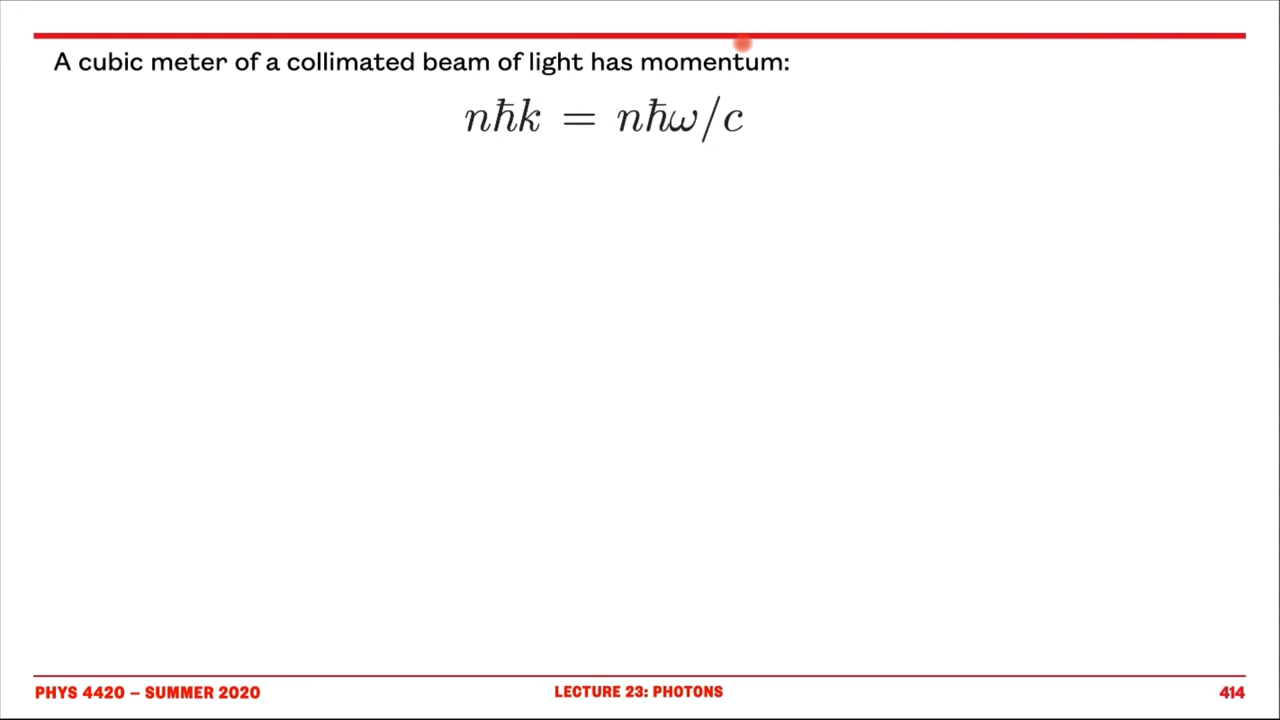 A cubic meter of a collimated beam of light has momentum:
nħk = nħω/c
PHYS 4420 – SUMMER 2020
LECTURE 23: PHOTONS
414